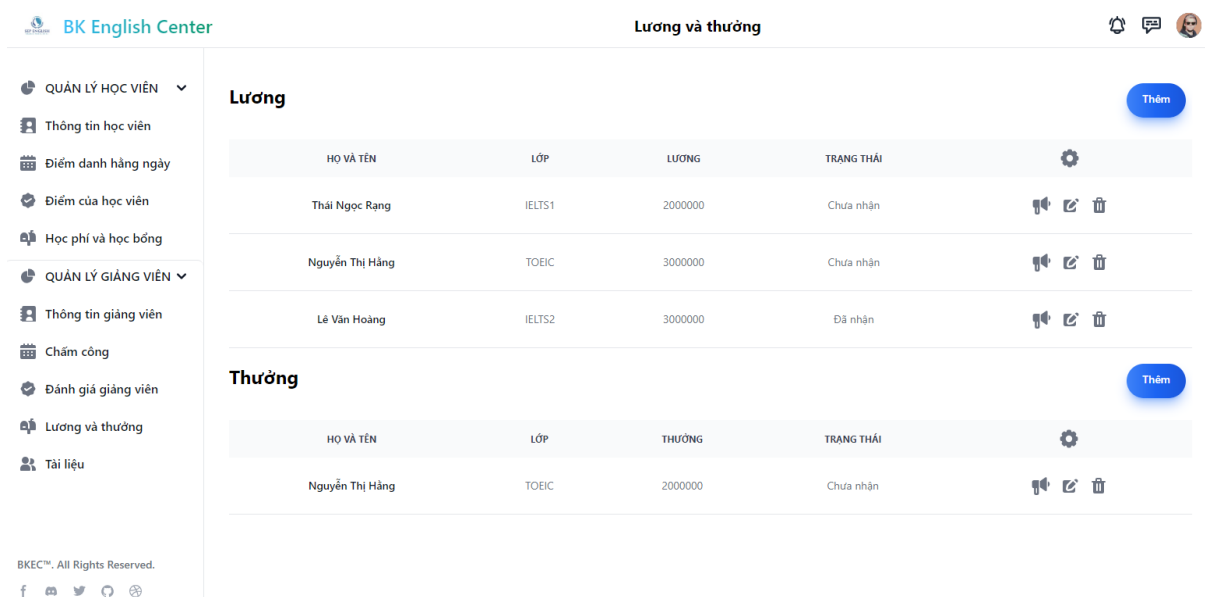 BK English Center
Lương và thưởng
QUẢN LÝ HỌC VIÊN
Thông tin học viên
Điểm danh hằng ngày
Điểm của học viên
Học phí và học bổng
QUẢN LÝ GIẢNG VIÊN
Thông tin giảng viên
Chấm công
Đánh giá giảng viên
Lương và thưởng
Tài liệu
BKEC™. All Rights Reserved.
Lương
Thêm
HỌ VÀ TÊN LỚP LƯƠNG TRẠNG THÁI
Thái Ngọc Rạng IELTS1 2000000 Chưa nhận
Nguyễn Thị Hằng TOEIC 3000000 Chưa nhận
Lê Văn Hoàng IELTS2 3000000 Đã nhận
Thưởng
Thêm
HỌ VÀ TÊN LỚP THƯỞNG TRẠNG THÁI
Nguyễn Thị Hằng TOEIC 2000000 Chưa nhận